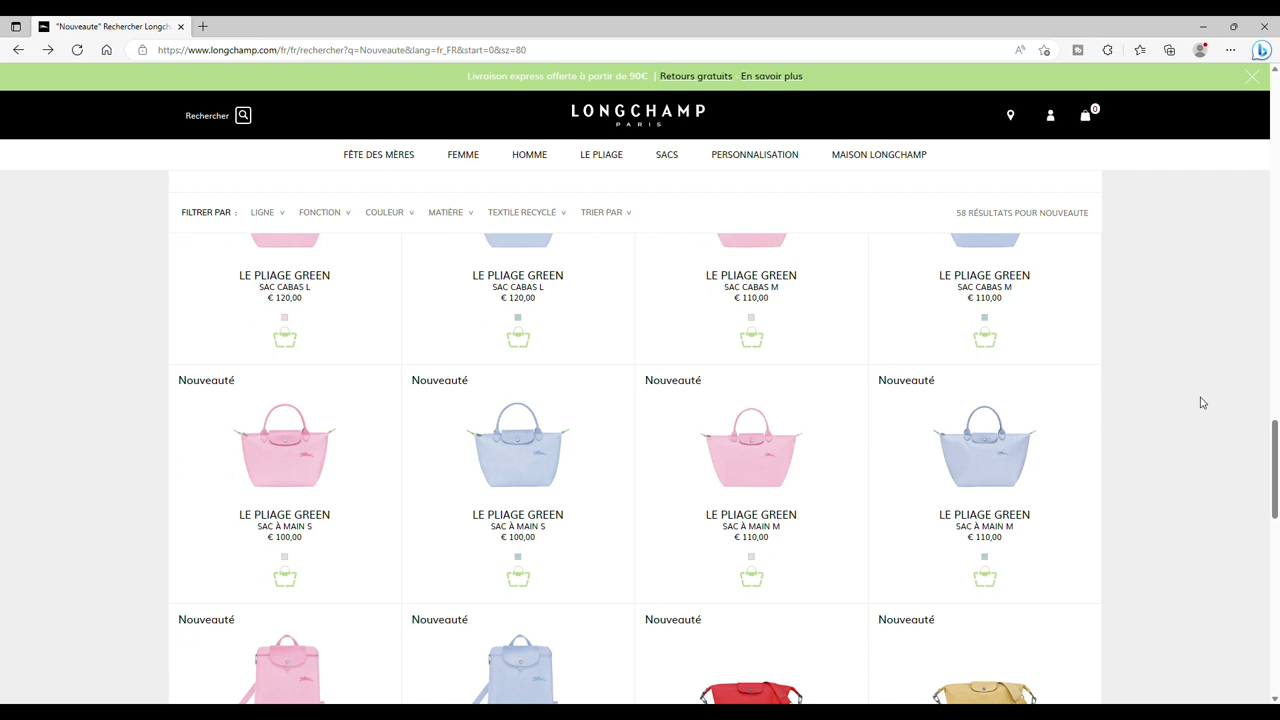 "Nouveaute" Rechercher Longch
https://www.longchamp.com/fr/fr/rechercher?q=Nouveaute&lang=fr_FR&start=0&sz=80
Livraison express offerte à partir de 90€ | Retours gratuits En savoir plus
Rechercher
LONGCHAMP
PARIS
0
FÊTE DES MÈRES FEMME HOMME LE PLIAGE SACS PERSONNALISATION MAISON LONGCHAMP
FILTRER PAR : LIGNE FONCTION COULEUR MATIÈRE TEXTILE RECYCLÉ TRIER PAR 58 RÉSULTATS POUR NOUVEAUTE
LE PLIAGE GREEN LE PLIAGE GREEN LE PLIAGE GREEN LE PLIAGE GREEN
SAC CABAS L SAC CABAS L SAC CABAS M SAC CABAS M
€ 120,00 € 120,00 € 110,00 € 110,00
Nouveauté Nouveauté Nouveauté Nouveauté
LE PLIAGE GREEN LE PLIAGE GREEN LE PLIAGE GREEN LE PLIAGE GREEN
SAC À MAIN S SAC À MAIN S SAC À MAIN M SAC À MAIN M
€ 100,00 € 100,00 € 110,00 € 110,00
Nouveauté Nouveauté Nouveauté Nouveauté